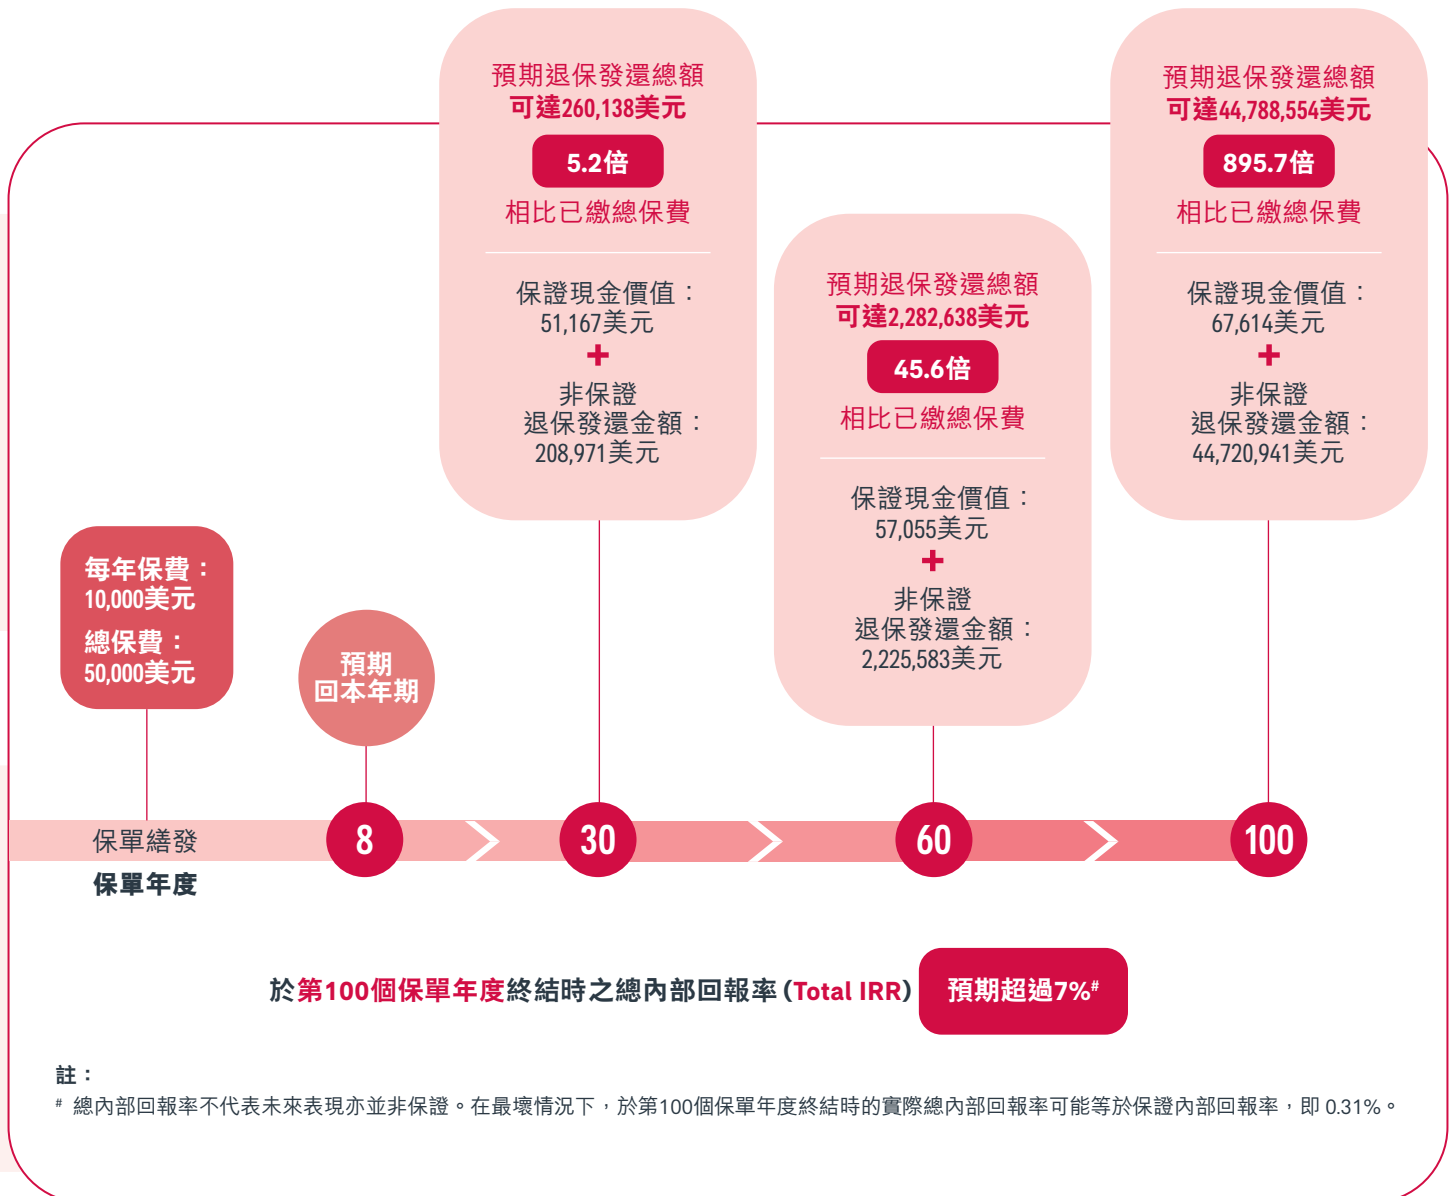 預期退保發還總額
可達260,138美元
5.2倍
相比已繳總保費
保證現金價值：
51,167美元
+
非保證
退保發還金額：
208,971美元
預期退保發還總額
可達2,282,638美元
45.6倍
相比已繳總保費
保證現金價值：
57,055美元
+
非保證
退保發還金額：
2,225,583美元
預期退保發還總額
可達44,788,554美元
895.7倍
相比已繳總保費
保證現金價值：
67,614美元
+
非保證
退保發還金額：
44,720,941美元
每年保費：
10,000美元
總保費：
50,000美元
預期
回本年期
保單繕發
8
30
60
100
保單年度
於第100個保單年度終結時之總內部回報率（Total IRR） 預期超過7%#
註：
# 總內部回報率不代表未來表現亦並非保證。在最壞情況下，於第100個保單年度終結時的實際總內部回報率可能等於保證內部回報率，即 0.31%。